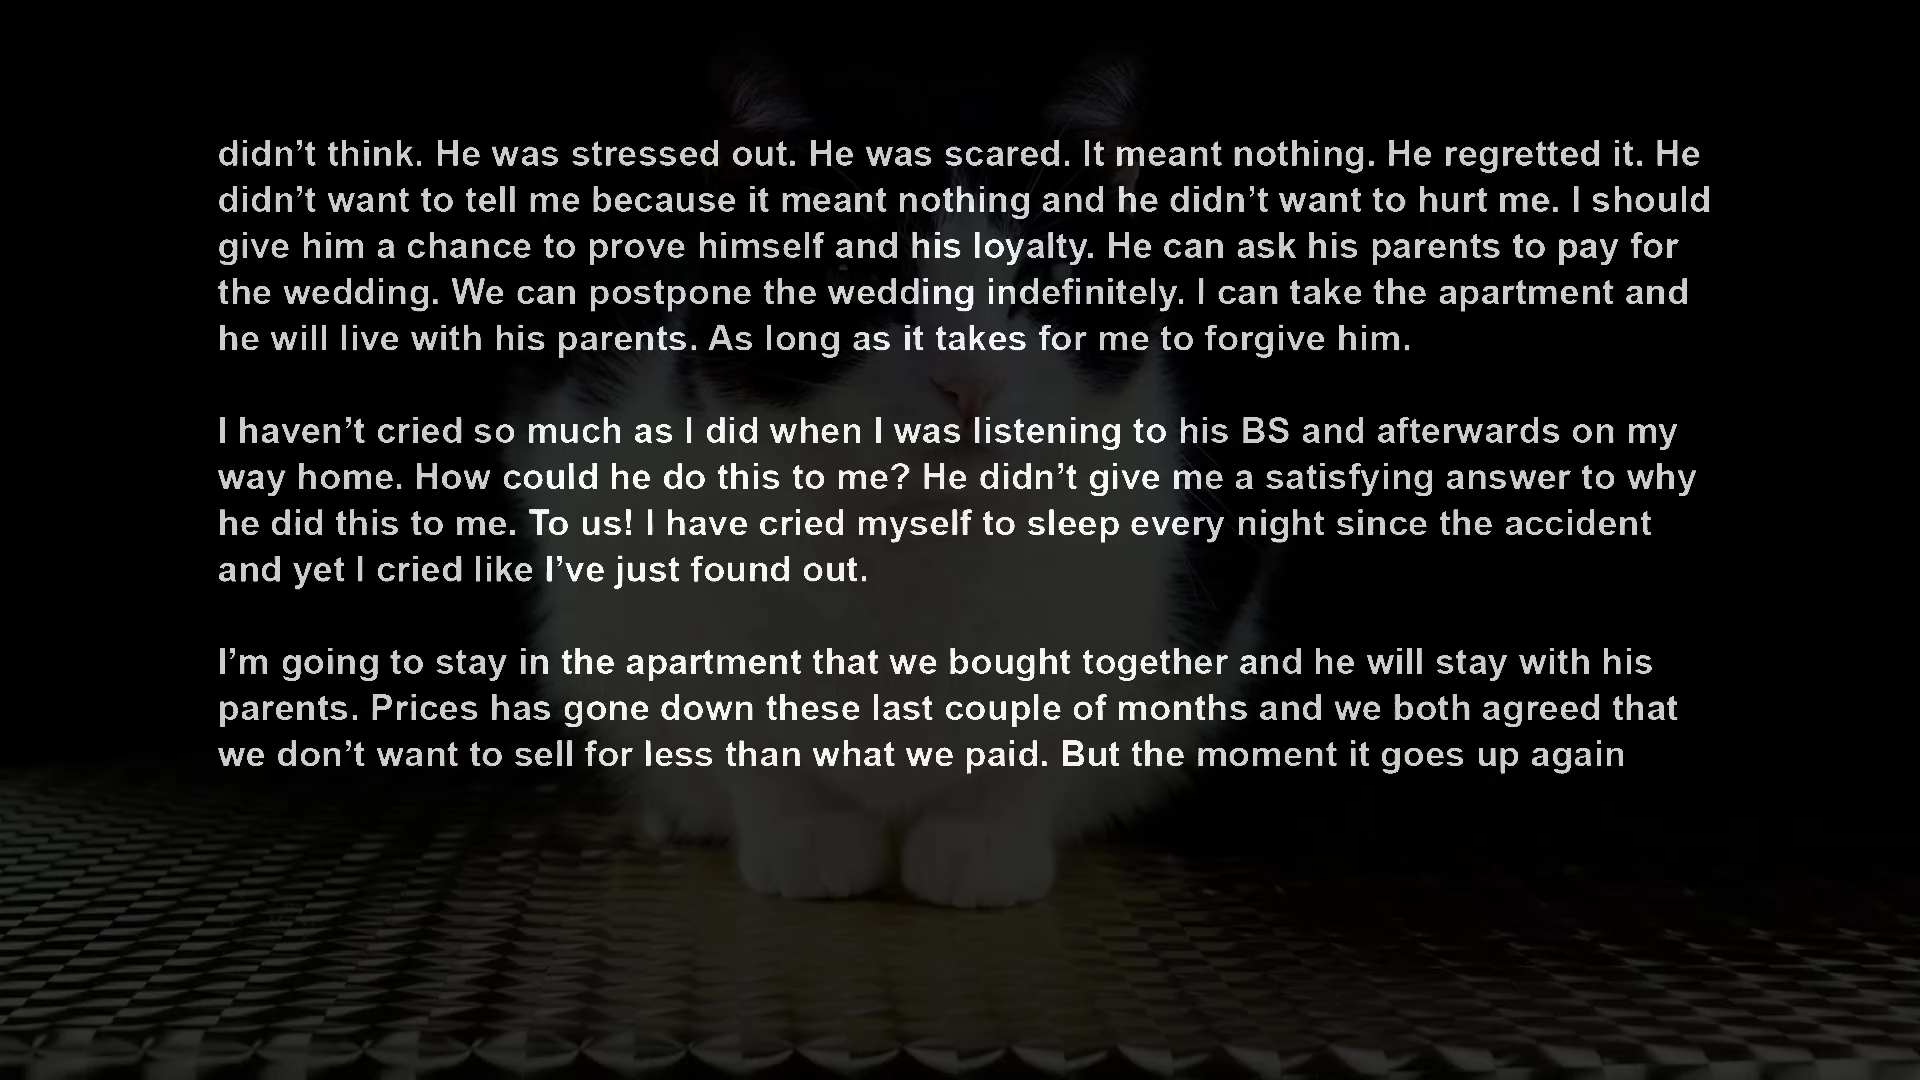 didn’t think. He was stressed out. He was scared. It meant nothing. He regretted it. He
didn’t want to tell me because it meant nothing and he didn’t want to hurt me. I should
give him a chance to prove himself and his loyalty. He can ask his parents to pay for
the wedding. We can postpone the wedding indefinitely. I can take the apartment and
he will live with his parents. As long as it takes for me to forgive him.
I haven’t cried so much as I did when I was listening to his BS and afterwards on my
way home. How could he do this to me? He didn’t give me a satisfying answer to why
he did this to me. To us! I have cried myself to sleep every night since the accident
and yet I cried like I’ve just found out.
I’m going to stay in the apartment that we bought together and he will stay with his
parents. Prices has gone down these last couple of months and we both agreed that
we don’t want to sell for less than what we paid. But the moment it goes up again